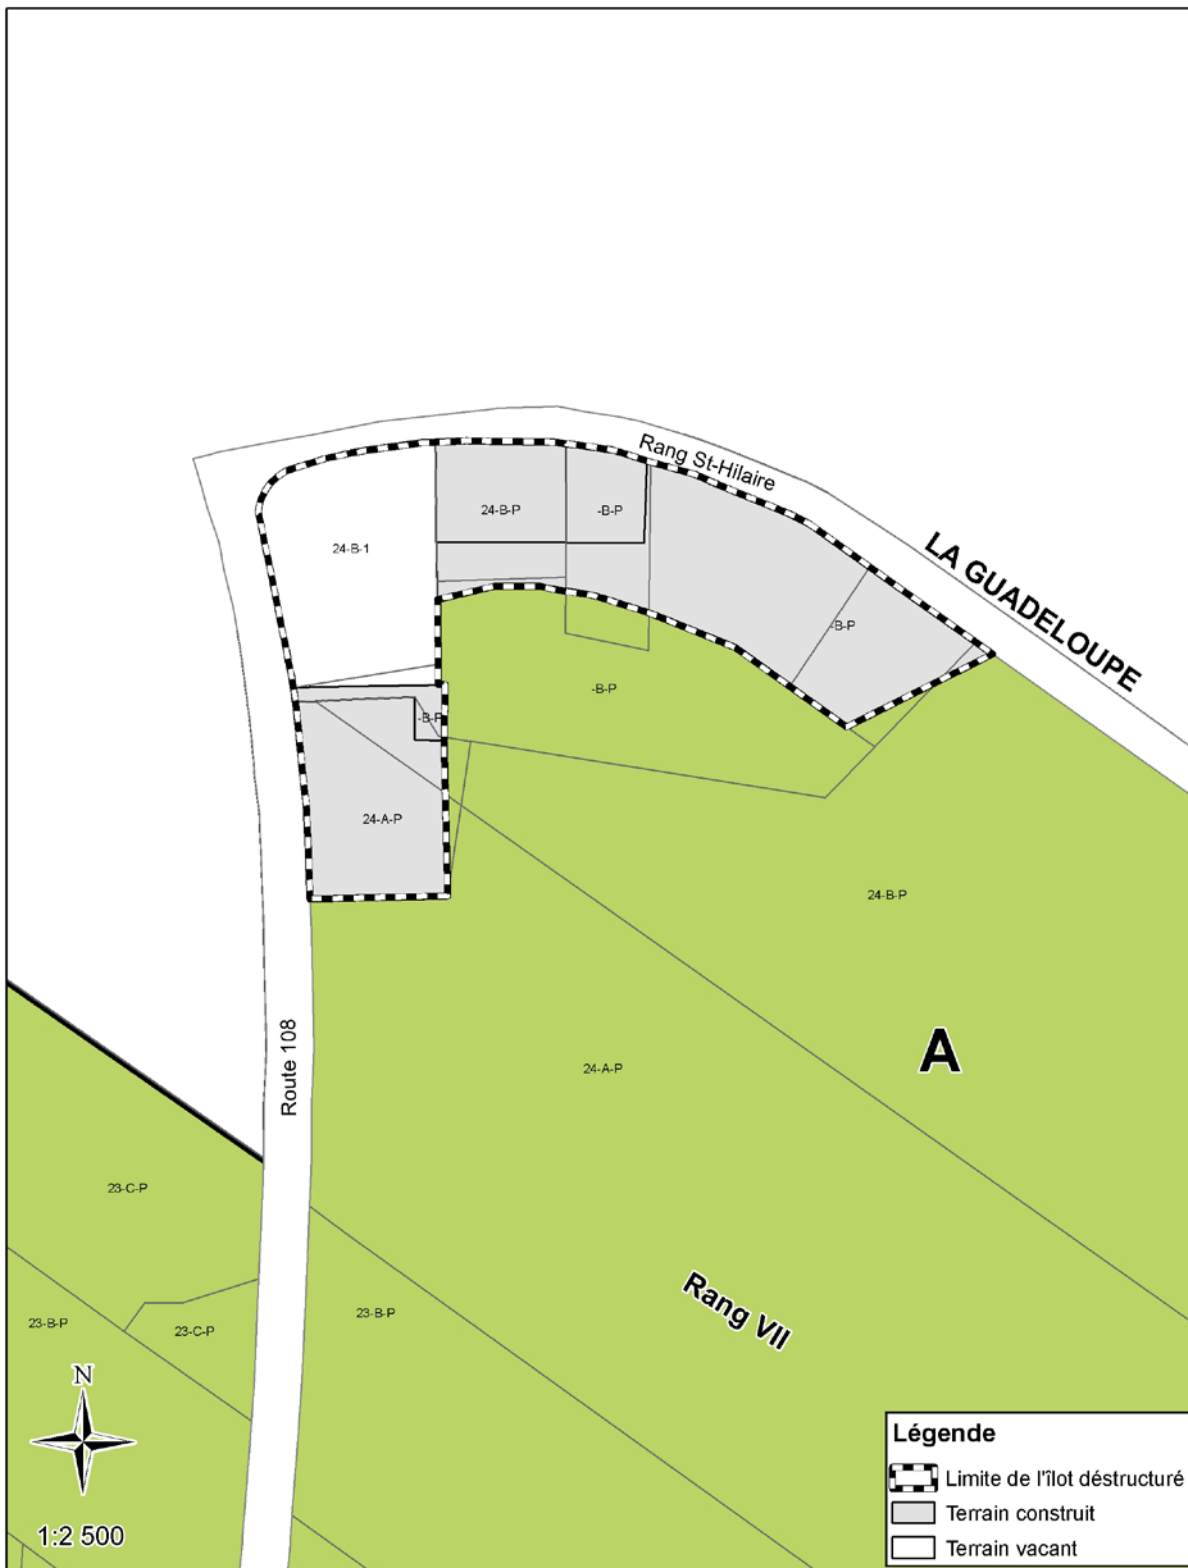 Rang St-Hilaire
24-B-P
-B-P
24-B-1
LA GUADELOUPE
-B-P
-B-P
-B-P
24-A-P
24-B-P
Route 108
24-A-P
A
23-C-P
Rang VII
23-B-P
23-B-P
23-C-P
N
1:2 500
Légende
Limite de l'îlot déstructuré
Terrain construit
Terrain vacant